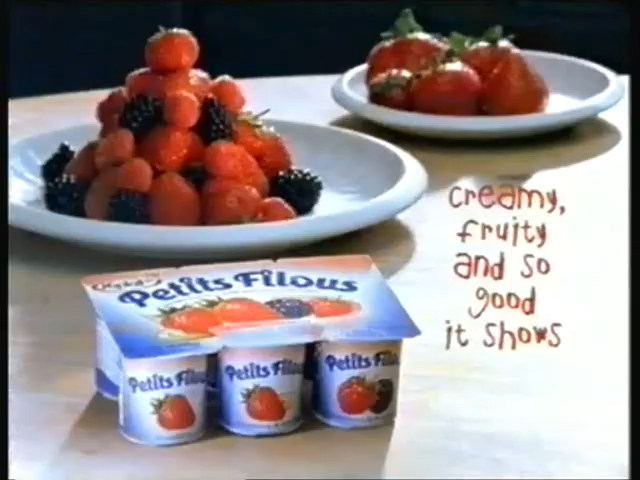 Petits Filous
Petits Filous
Petits Filous
Petits Filous
creamy,
fruity
and so
good
it shows